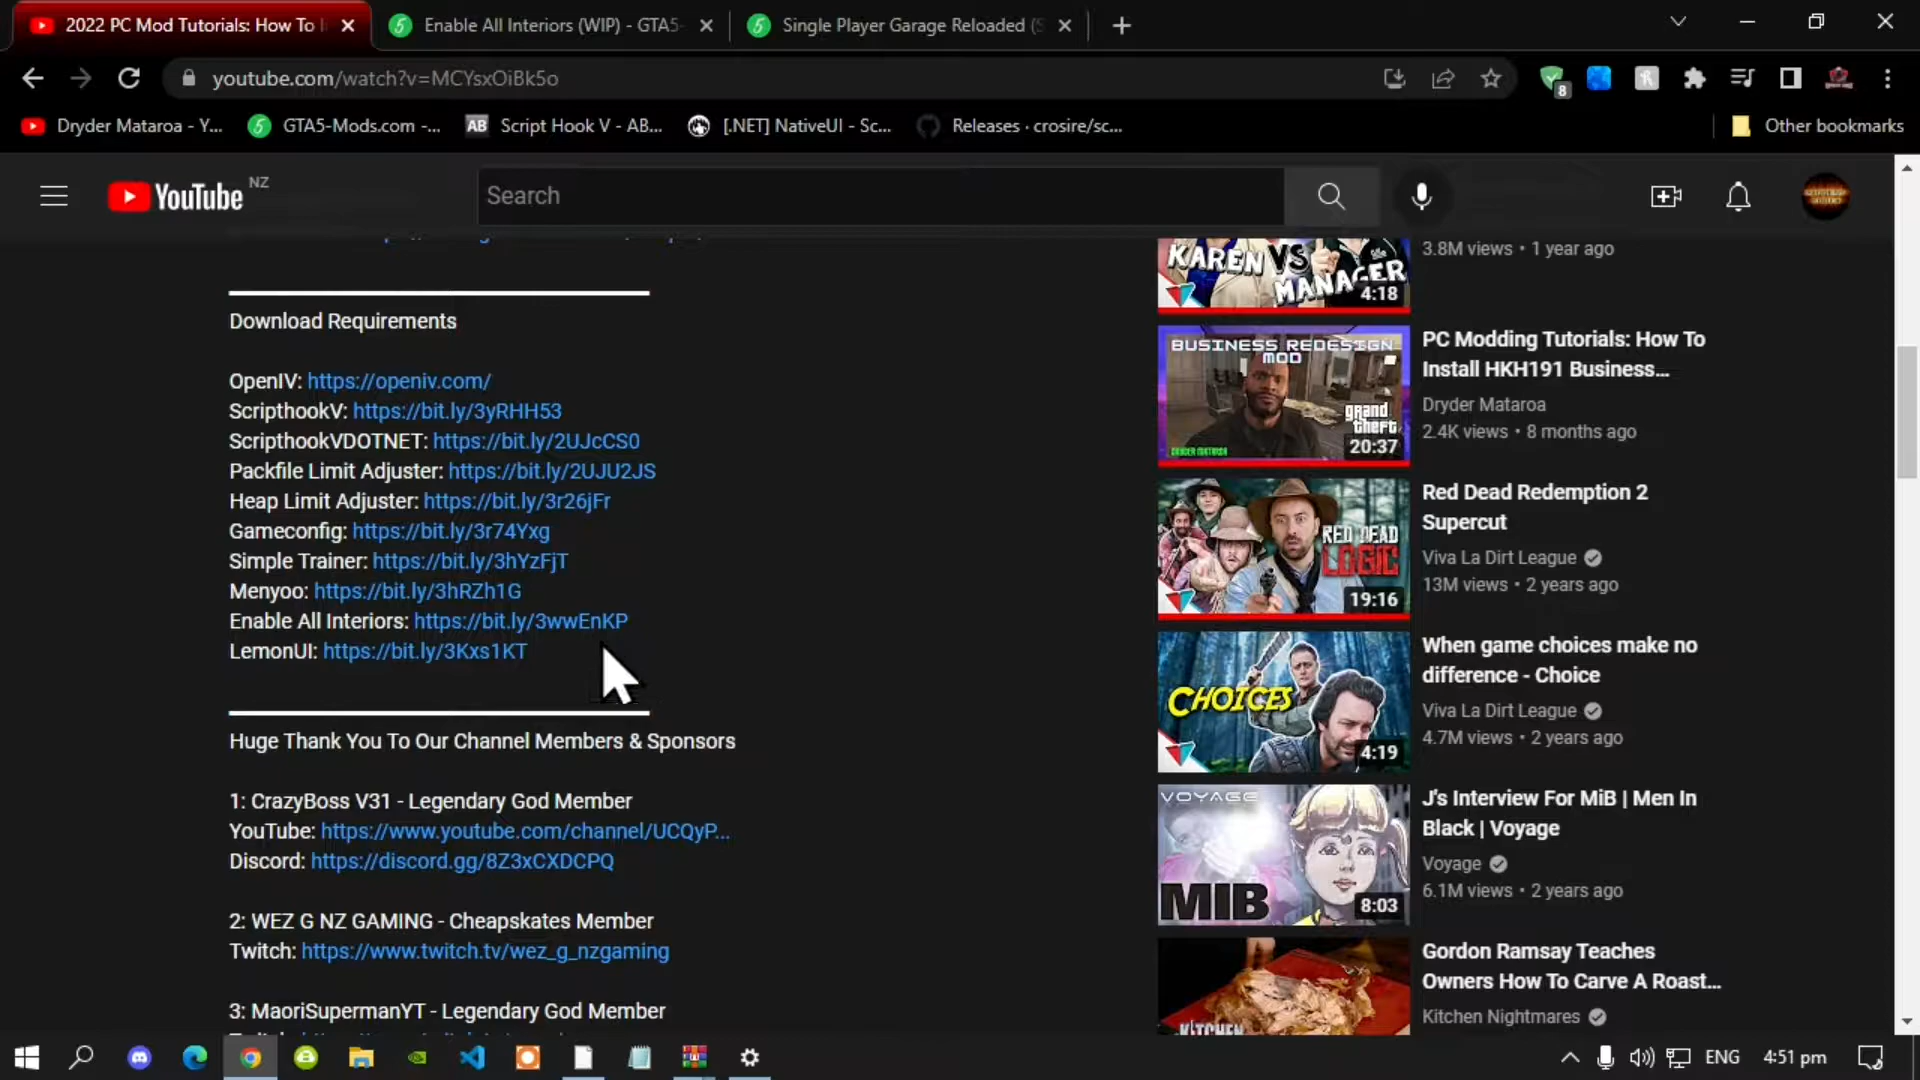 2022 PC Mod Tutorials: How To
Enable All Interiors (WIP) - GTA5-
Single Player Garage Reloaded (S
youtube.com/watch?v=MCYsxOiBk5o
8
Dryder Mataroa - Y...
GTA5-Mods.com -...
AB Script Hook V - AB...
[.NET] NativeUI - Sc...
Releases · crosire/sc...
Other bookmarks
YouTube NZ
Search
Download Requirements
OpenIV: https://openiv.com/
ScripthookV: https://bit.ly/3yRHH53
ScripthookVDOTNET: https://bit.ly/2UJcCS0
Packfile Limit Adjuster: https://bit.ly/2UJU2JS
Heap Limit Adjuster: https://bit.ly/3r26jFr
Gameconfig: https://bit.ly/3r74Yxg
Simple Trainer: https://bit.ly/3hYzFjT
Menyoo: https://bit.ly/3hRZh1G
Enable All Interiors: https://bit.ly/3wwEnKP
LemonUI: https://bit.ly/3Kxs1KT
Huge Thank You To Our Channel Members & Sponsors
1: CrazyBoss V31 - Legendary God Member
YouTube: https://www.youtube.com/channel/UCQyP...
Discord: https://discord.gg/8Z3xCXDCPQ
2: WEZ G NZ GAMING - Cheapskates Member
Twitch: https://www.twitch.tv/wez_g_nzgaming
3: MaoriSupermanYT - Legendary God Member
KAREN VS
MANAGER
4:18
3.8M views • 1 year ago
BUSINESS REDESIGN
MOD
grand
theft
DRYDER MATAROA
20:37
PC Modding Tutorials: How To
Install HKH191 Business...
Dryder Mataroa
2.4K views • 8 months ago
RED DEAD
LOGIC
19:16
Red Dead Redemption 2
Supercut
Viva La Dirt League
13M views • 2 years ago
CHOICES
4:19
When game choices make no
difference - Choice
Viva La Dirt League
4.7M views • 2 years ago
VOYAGE
MIB
8:03
J's Interview For MiB | Men In
Black | Voyage
Voyage
6.1M views • 2 years ago
KITCHEN
Gordon Ramsay Teaches
Owners How To Carve A Roast...
Kitchen Nightmares
ENG
4:51 pm